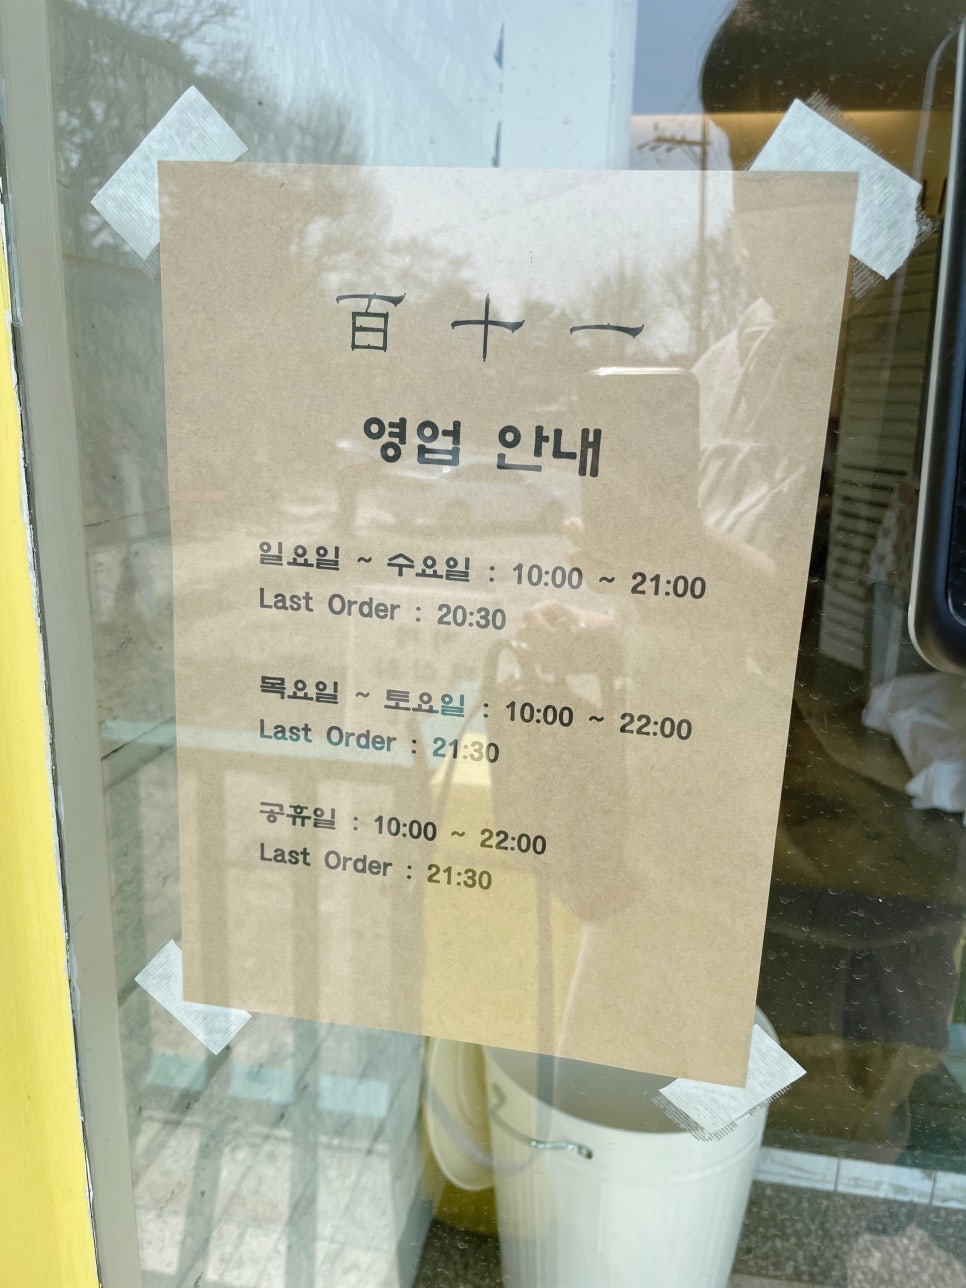 百 十 一
영업 안내
일요일 ~ 수요일 : 10:00 ~ 21:00
Last Order : 20:30
목요일 ~ 토요일 : 10:00 ~ 22:00
Last Order : 21:30
공휴일 : 10:00 ~ 22:00
Last Order : 21:30